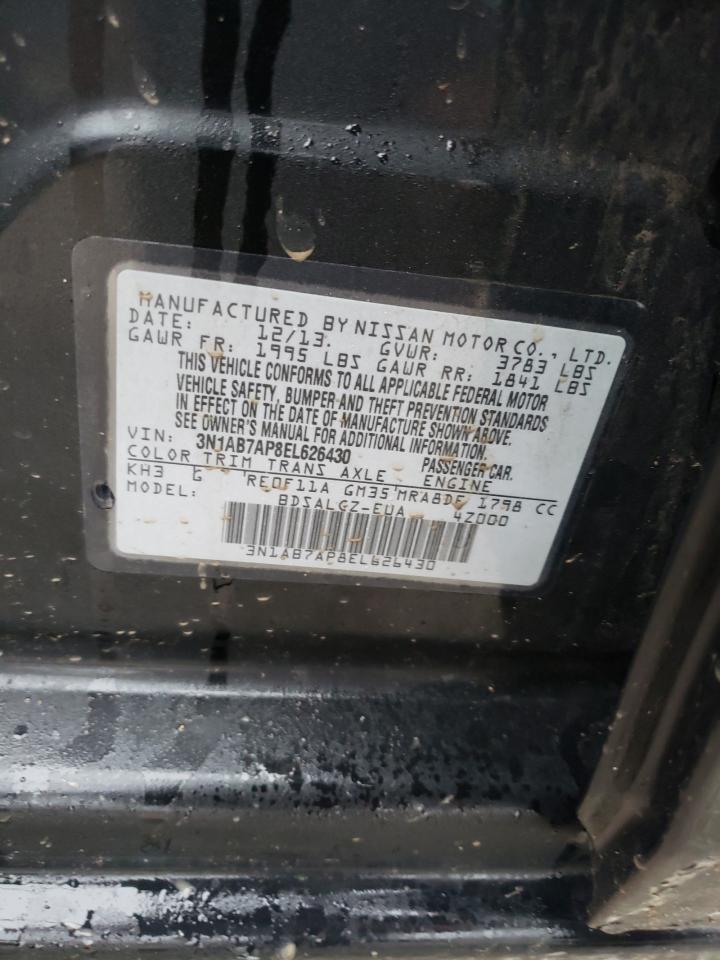 MANUFACTURED BY NISSAN MOTOR CO., LTD.
DATE: 12/13. GVWR: 3783 LBS
GAWR FR: 1995 LBS GAWR RR: 1841 LBS
THIS VEHICLE CONFORMS TO ALL APPLICABLE FEDERAL MOTOR
VEHICLE SAFETY, BUMPER AND THEFT PREVENTION STANDARDS
IN EFFECT ON THE DATE OF MANUFACTURE SHOWN ABOVE.
SEE OWNER'S MANUAL FOR ADDITIONAL INFORMATION.
VIN: 3N1AB7AP8EL626430 PASSENGER CAR.
COLOR TRIM TRANS AXLE ENGINE
KH3 G RE0F11A GM35 MRA8DE 1798 CC
MODEL: BDSALGZ-EUA 4Z000
3N1AB7AP8EL626430